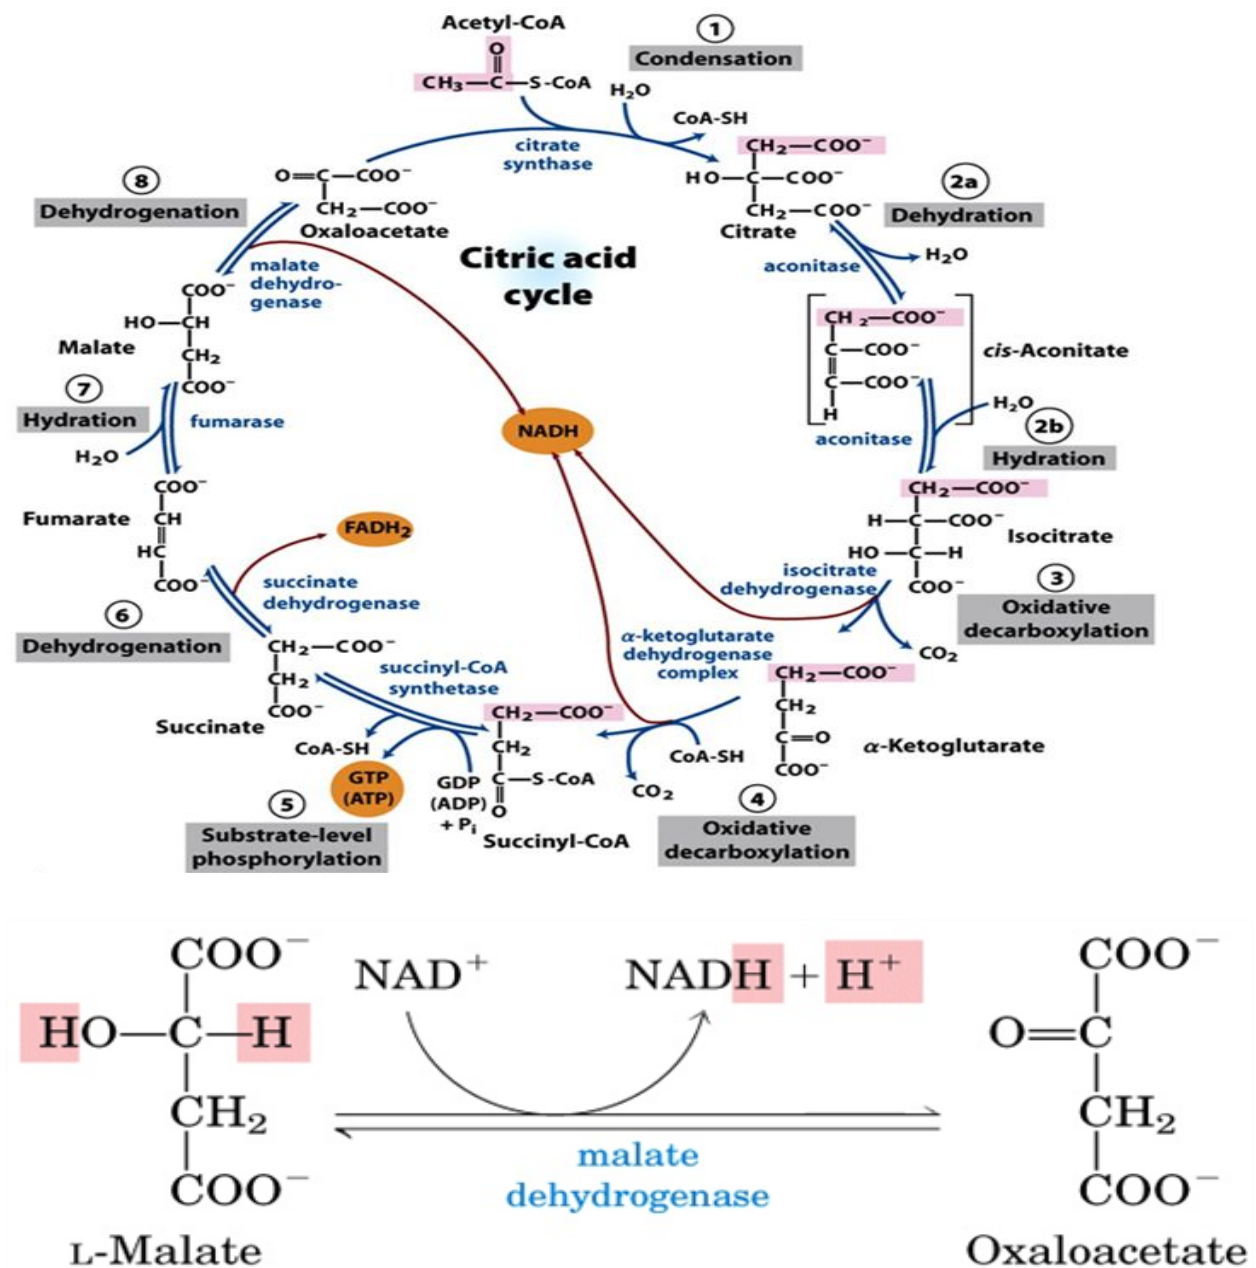 Acetyl-CoA
O
CH₃—C—S-CoA
1
Condensation
H₂O
CoA-SH
citrate
synthase
CH₂—COO⁻
HO—C—COO⁻
CH₂—COO⁻
Citrate
2a
Dehydration
aconitase
H₂O
CH₂—COO⁻
C—COO⁻
C—COO⁻
H
cis-Aconitate
aconitase
H₂O
2b
Hydration
CH₂—COO⁻
H—C—COO⁻
HO—C—H
COO⁻
Isocitrate
isocitrate
dehydrogenase
3
Oxidative
decarboxylation
CO₂
CH₂—COO⁻
CH₂
C=O
COO⁻
α-Ketoglutarate
α-ketoglutarate
dehydrogenase
complex
CoA-SH
CO₂
4
Oxidative
decarboxylation
CH₂—COO⁻
CH₂
C—S-CoA
O
Succinyl-CoA
succinyl-CoA
synthetase
GDP
(ADP)
+ Pᵢ
CoA-SH
GTP
(ATP)
5
Substrate-level
phosphorylation
CH₂—COO⁻
CH₂
COO⁻
Succinate
succinate
dehydrogenase
FADH₂
6
Dehydrogenation
COO⁻
CH
HC
COO⁻
Fumarate
fumarase
H₂O
7
Hydration
COO⁻
HO—CH
CH₂
COO⁻
Malate
malate
dehydro-
genase
8
Dehydrogenation
O=C—COO⁻
CH₂—COO⁻
Oxaloacetate
Citric acid
cycle
NADH
COO⁻
HO—C—H
CH₂
COO⁻
L-Malate
NAD⁺
NADH + H⁺
malate
dehydrogenase
COO⁻
O=C
CH₂
COO⁻
Oxaloacetate